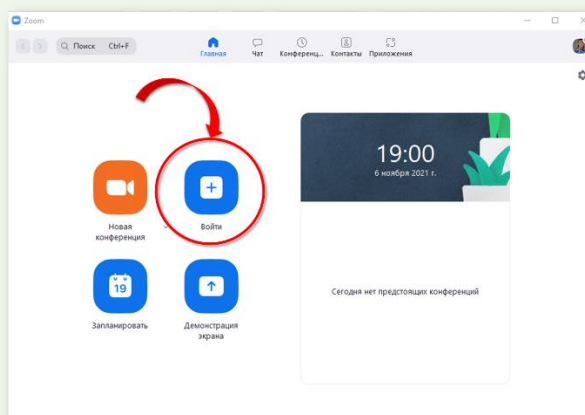 Zoom
Поиск Ctrl+F
Главная
Чат
Конференц...
Контакты
Приложения
19:00
6 ноября 2021 г.
Новая
конференция
Войти
19
Запланировать
Демонстрация
экрана
Сегодня нет предстоящих конференций